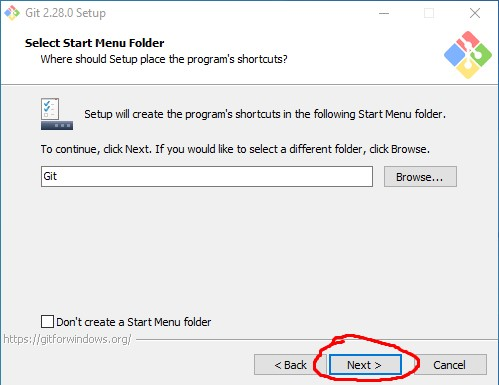 Git 2.28.0 Setup
Select Start Menu Folder
Where should Setup place the program's shortcuts?
Setup will create the program's shortcuts in the following Start Menu folder.
To continue, click Next. If you would like to select a different folder, click Browse.
Git
Browse...
Don't create a Start Menu folder
https://gitforwindows.org/
< Back
Next >
Cancel